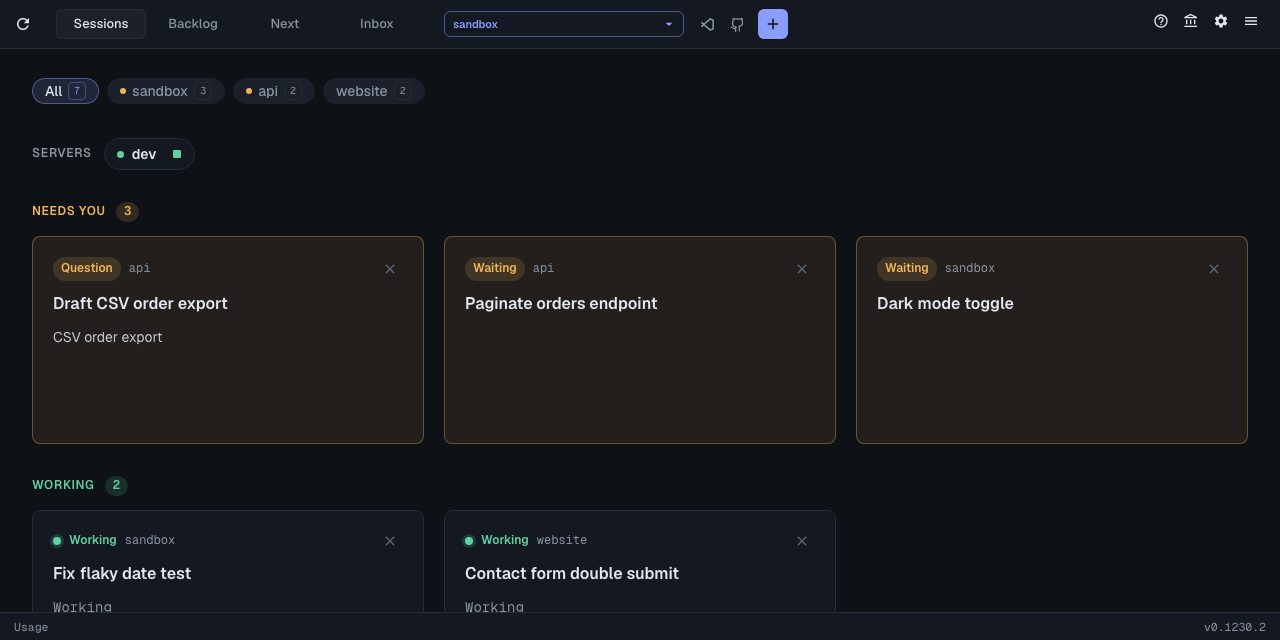 Sessions Backlog Next Inbox sandbox
All 7 sandbox 3 api 2 website 2
SERVERS dev
NEEDS YOU 3
Question api
Draft CSV order export
CSV order export
Waiting api
Paginate orders endpoint
Waiting sandbox
Dark mode toggle
WORKING 2
Working sandbox
Fix flaky date test
Working
Working website
Contact form double submit
Working
Usage v0.1230.2